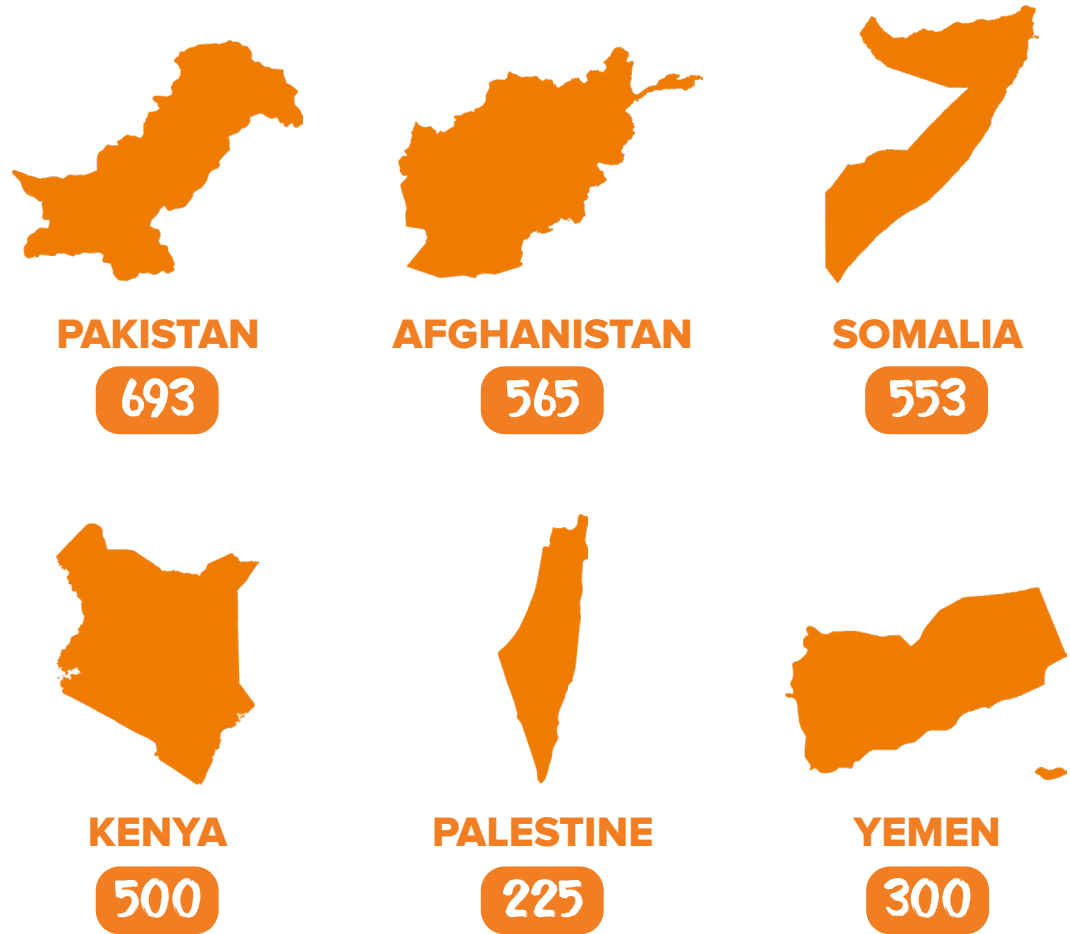 PAKISTAN
693
AFGHANISTAN
565
SOMALIA
553
KENYA
500
PALESTINE
225
YEMEN
300